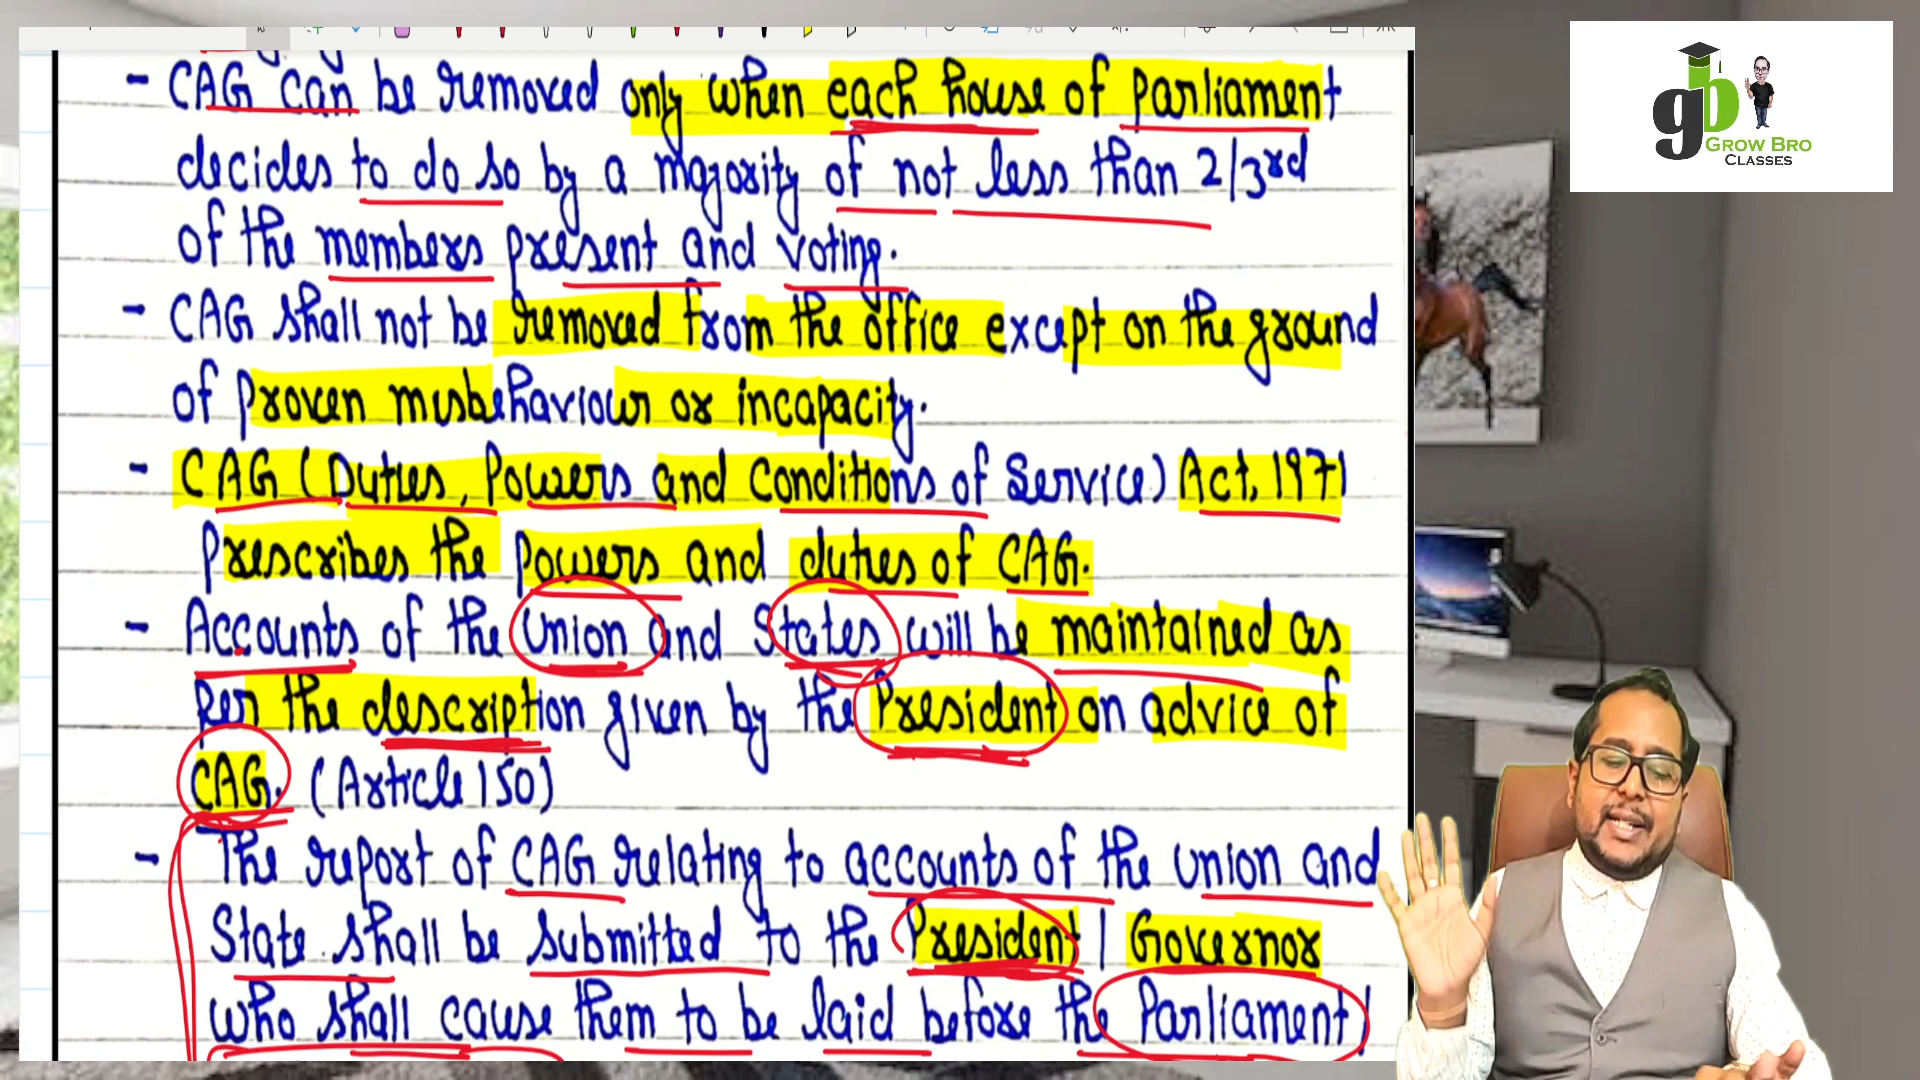 - CAG can be removed only when each house of parliament
decides to do so by a majority of not less than 2/3rd
of the members present and voting.
- CAG shall not be removed from the office except on the ground
of proven misbehaviour or incapacity.
- CAG (Duties, Powers and Conditions of Service) Act, 1971
Prescribes the powers and duties of CAG.
- Accounts of the Union and States will be maintained as
per the description given by the President on advice of
CAG. (Article 150)
- The report of CAG relating to accounts of the union and
State shall be submitted to the President / Governor
who shall cause them to be laid before the Parliament/
gb
GROW BRO
CLASSES